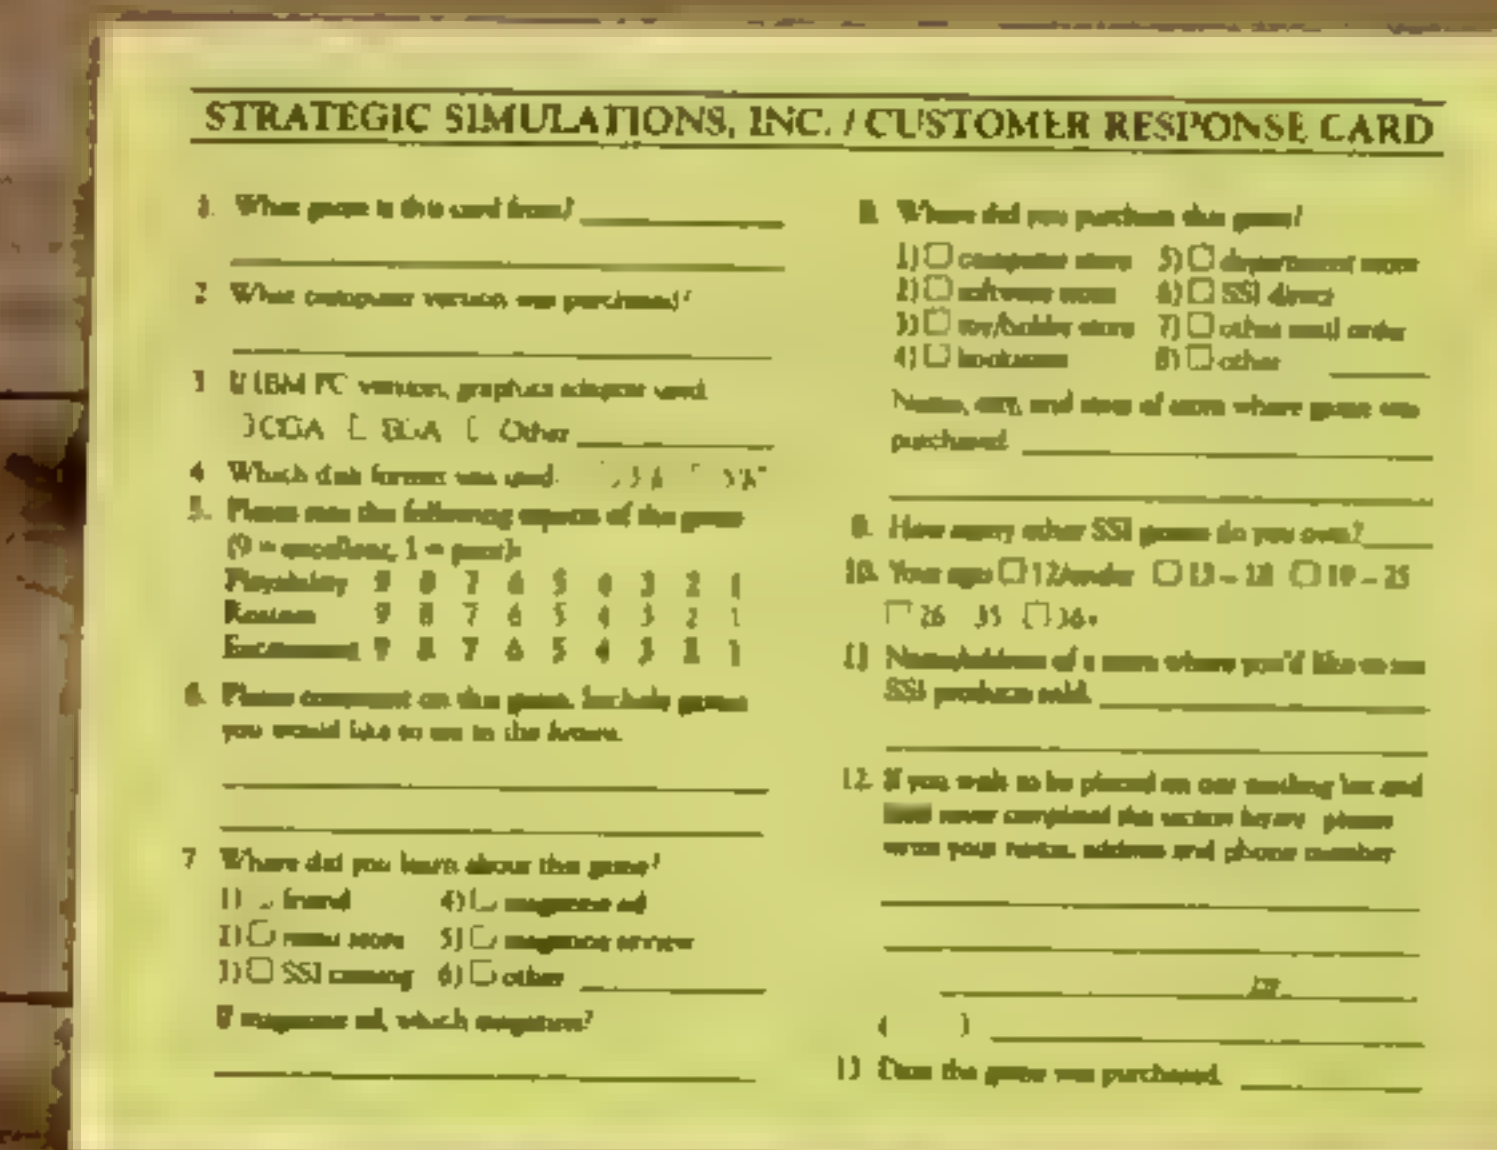 STRATEGIC SIMULATIONS, INC. / CUSTOMER RESPONSE CARD
1. What game is this card from?
2 What computer version was purchased?
3 If IBM PC version, graphics adapter used.
CGA EGA Other
4 Which disk format was used.
5. Please rate the following aspects of the game
(9 = excellent, 1 = poor):
Playability 9 8 7 6 5 4 3 2 1
Realism 9 8 7 6 5 4 3 2 1
Excitement 9 8 7 6 5 4 3 2 1
6. Please comment on this game. Include games
you would like to see in the future.
7 Where did you learn about this game?
1) friend 4) magazine ad
2) store 5) magazine review
3) SSI catalog 6) other
If magazine ad, which magazine?
8. Where did you purchase this game?
1) computer store 5) department store
2) software store 6) SSI direct
3) toy/hobby store 7) other mail order
4) bookstore 8) other
Name, city, and state of store where game was
purchased.
9. How many other SSI games do you own?
10. Your age: 12/under 13 – 18 19 – 25
26 35 36+
11 Name/address of a store where you'd like to see
SSI products sold.
12. If you wish to be placed on our mailing list and
have never completed this section before please
write your name, address and phone number
ZIP
( )
13 Date the game was purchased.